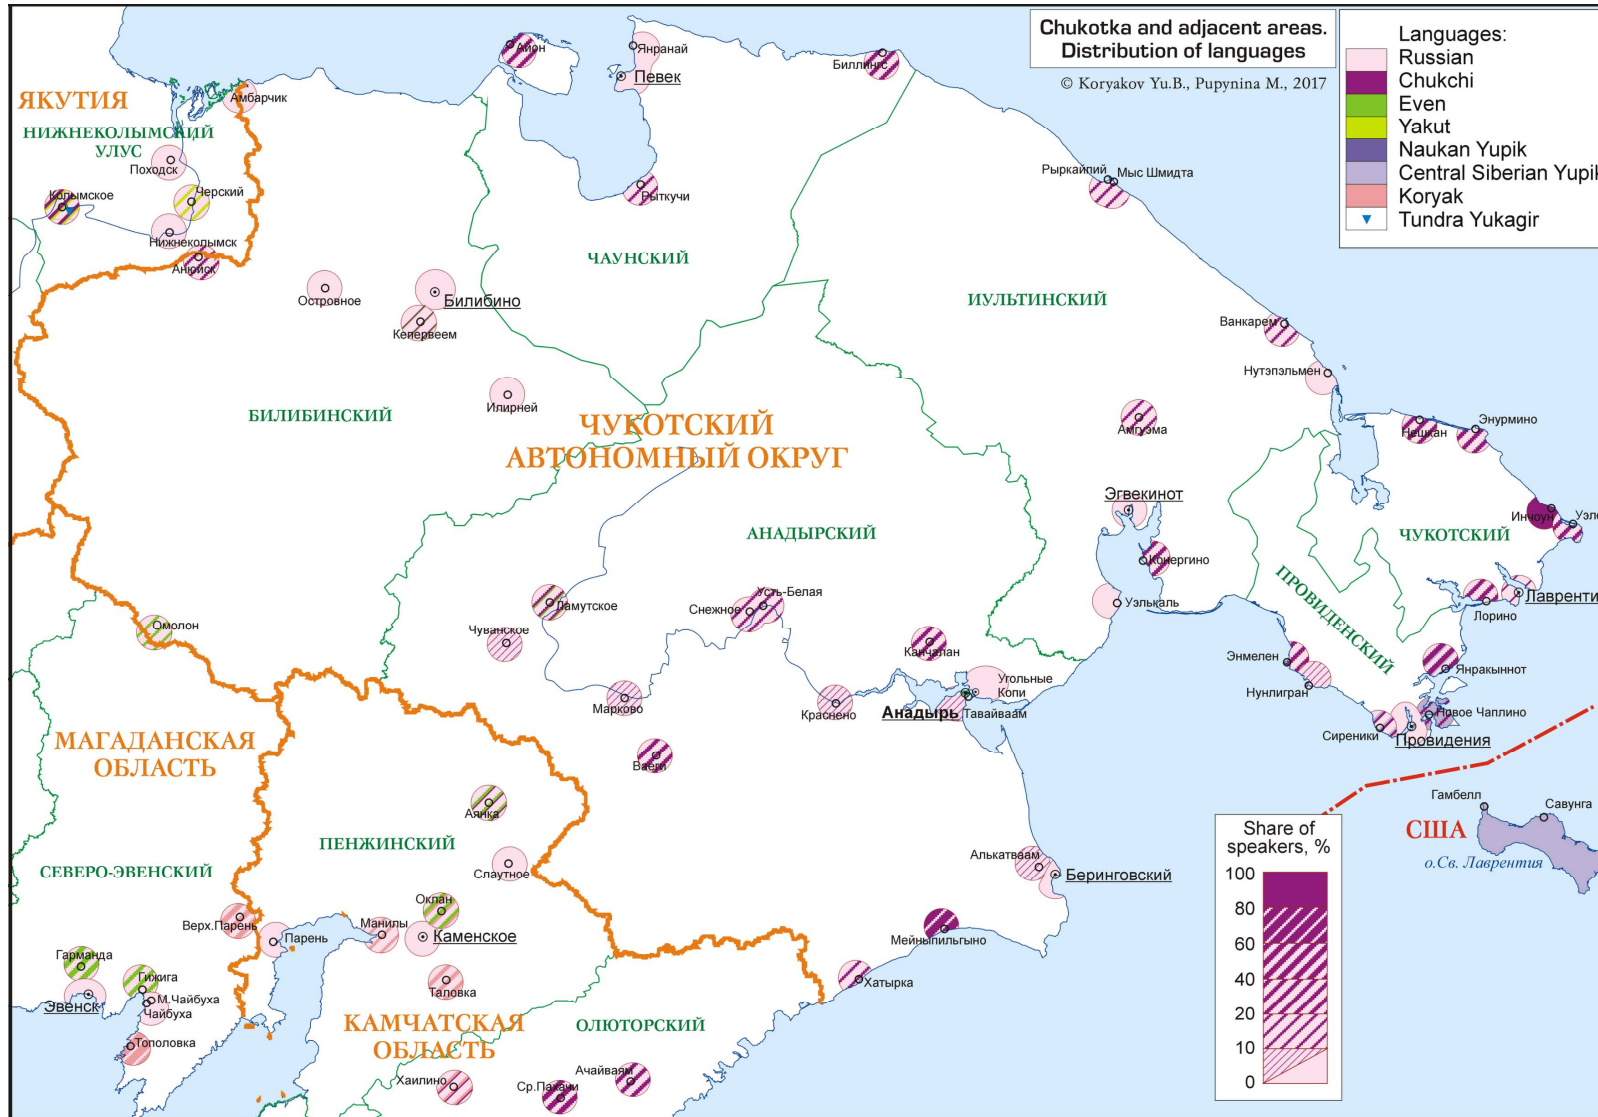 Chukotka and adjacent areas.
Distribution of languages
© Koryakov Yu.B., Pupynina M., 2017
Languages:
Russian
Chukchi
Even
Yakut
Naukan Yupik
Central Siberian Yupik
Koryak
Tundra Yukagir
Айон
Янранай
Певек
Биллингс
ЯКУТИЯ
Амбарчик
НИЖНЕКОЛЫМСКИЙ
УЛУС
Походск
Колымское
Черский
Нижнеколымск
Анюйск
Рыткучи
Рыркайпий
Мыс Шмидта
ЧАУНСКИЙ
Островное
Билибино
Кепервеем
ИУЛЬТИНСКИЙ
Ванкарем
Нутэпэльмен
Илирней
БИЛИБИНСКИЙ
ЧУКОТСКИЙ
АВТОНОМНЫЙ ОКРУГ
Амгуэма
Нешкан
Энурмино
Эгвекинот
Инчоун
Уэле
АНАДЫРСКИЙ
ЧУКОТСКИЙ
Конергино
ПРОВИДЕНСКИЙ
Уэлькаль
Лорино
Лаврентия
Ламутское
Усть-Белая
Снежное
Чуванское
Омолон
Канчалан
Энмелен
Янракыннот
Нунлигран
Угольные
Копи
Марково
Краснено
Анадырь
Тавайваам
Новое Чаплино
Сиреники
Провидения
МАГАДАНСКАЯ
ОБЛАСТЬ
Ваеги
Аянка
Гамбелл
Савунга
США
о.Св. Лаврентия
ПЕНЖИНСКИЙ
СЕВЕРО-ЭВЕНСКИЙ
Слаутное
Алькатваам
Беринговский
Оклан
Верх.Парень
Манилы
Каменское
Парень
Мейныпильгыно
Гарманда
Гижига
Таловка
Хатырка
Эвенск
М.Чайбуха
Чайбуха
КАМЧАТСКАЯ
ОБЛАСТЬ
ОЛЮТОРСКИЙ
Тополовка
Хаилино
Ср.Пахачи
Ачайваям
Share of
speakers, %
100
80
60
40
20
10
0